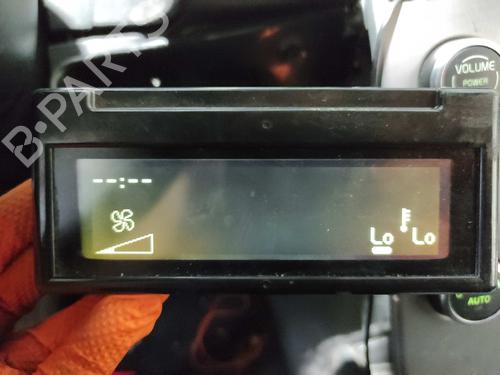 VOLUME
POWER
B-PARTS
--:--
Lo Lo
AUTO